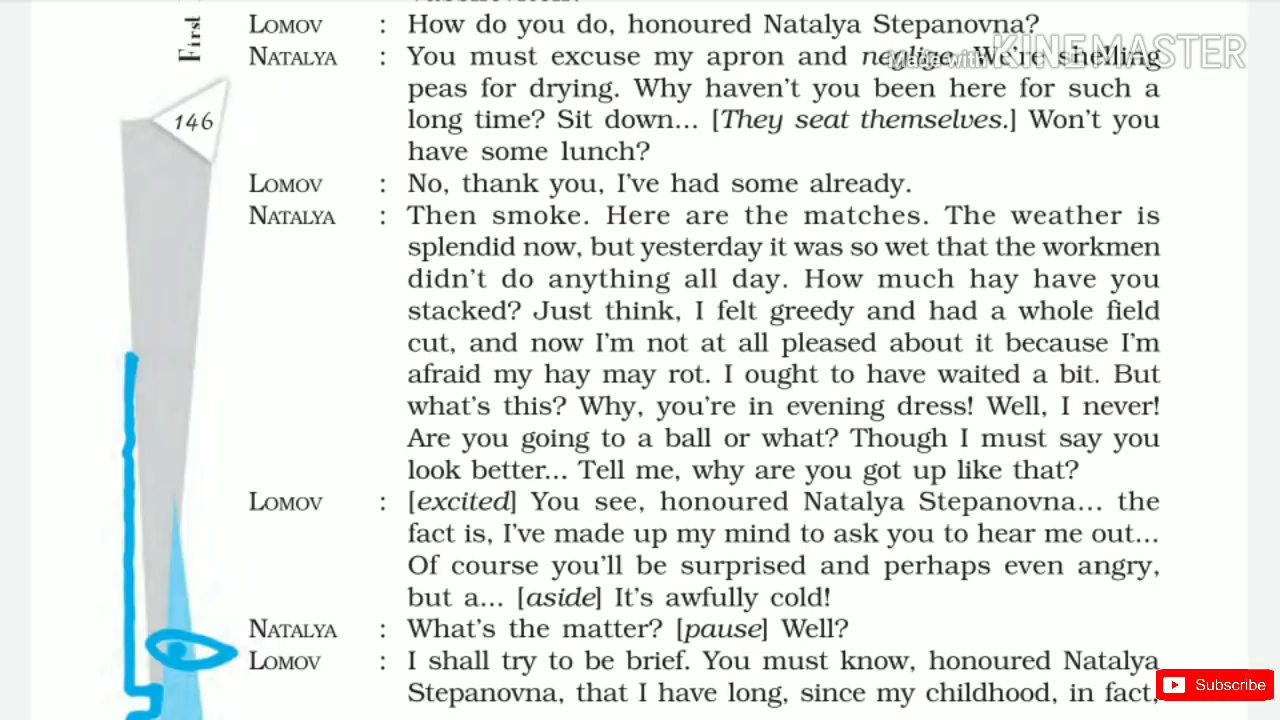 First
LOMOV : How do you do, honoured Natalya Stepanovna?
NATALYA : You must excuse my apron and neglige. We're shelling
Made with KINEMASTER
peas for drying. Why haven't you been here for such a
146
long time? Sit down... [They seat themselves.] Won't you
have some lunch?
LOMOV : No, thank you, I've had some already.
NATALYA : Then smoke. Here are the matches. The weather is
splendid now, but yesterday it was so wet that the workmen
didn't do anything all day. How much hay have you
stacked? Just think, I felt greedy and had a whole field
cut, and now I'm not at all pleased about it because I'm
afraid my hay may rot. I ought to have waited a bit. But
what's this? Why, you're in evening dress! Well, I never!
Are you going to a ball or what? Though I must say you
look better... Tell me, why are you got up like that?
LOMOV : [excited] You see, honoured Natalya Stepanovna... the
fact is, I've made up my mind to ask you to hear me out...
Of course you'll be surprised and perhaps even angry,
but a... [aside] It's awfully cold!
NATALYA : What's the matter? [pause] Well?
LOMOV : I shall try to be brief. You must know, honoured Natalya
Stepanovna, that I have long, since my childhood, in fact,
Subscribe